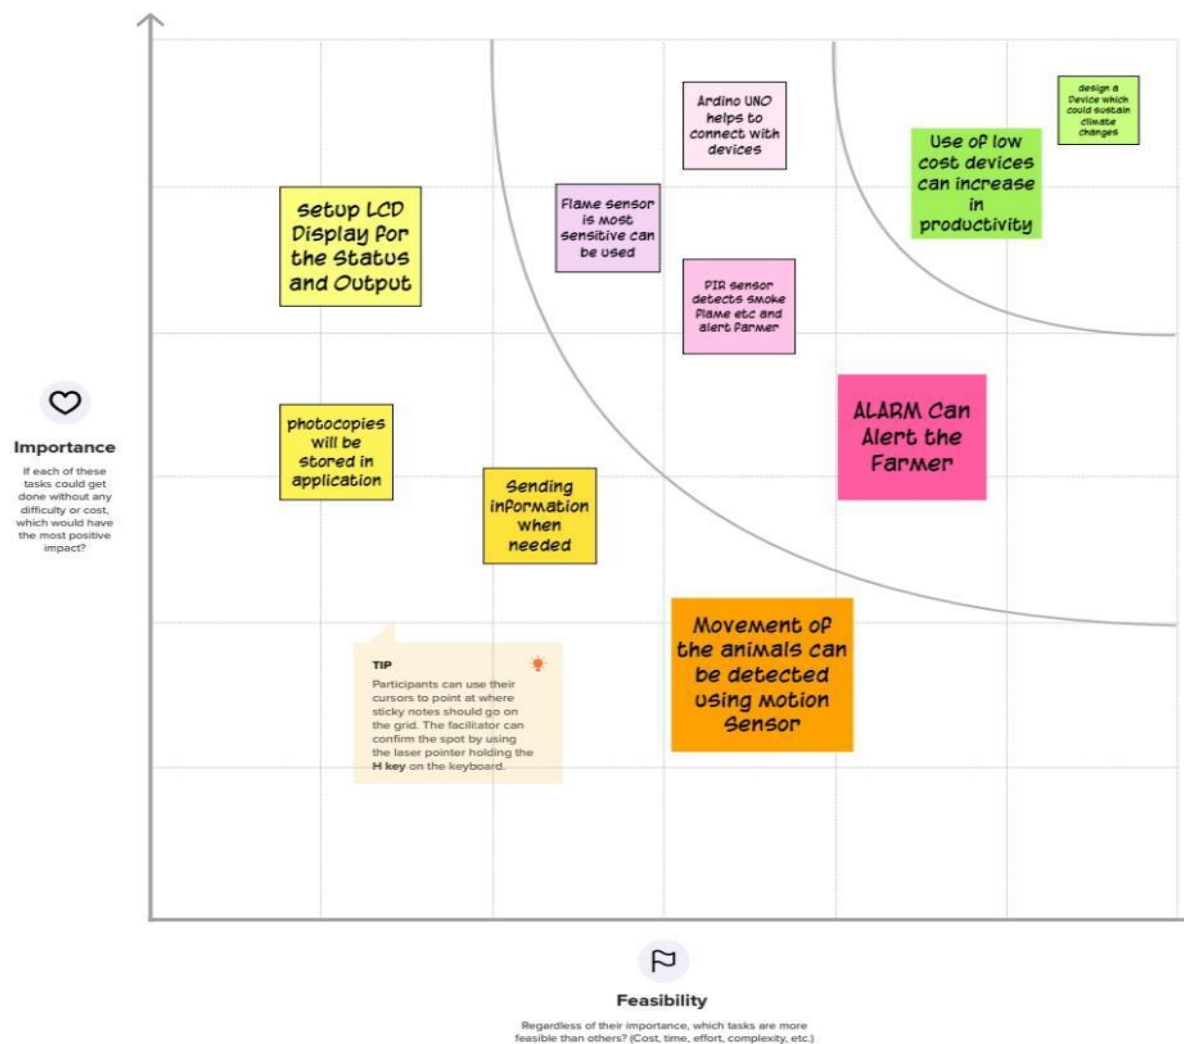 Ardino UNO
helps to
connect with
devices
design a
Device which
could sustain
climate
changes
Use of low
cost devices
can increase
in
productivity
Setup LCD
Display for
the Status
and Output
Flame sensor
is most
sensitive can
be used
PIR sensor
detects smoke
flame etc and
alert farmer
ALARM Can
Alert the
Farmer
photocopies
will be
stored in
application
Sending
information
when
needed
Importance
If each of these
tasks could get
done without any
difficulty or cost,
which would have
the most positive
impact?
Movement of
the animals can
be detected
using Motion
Sensor
TIP
Participants can use their
cursors to point at where
sticky notes should go on
the grid. The facilitator can
confirm the spot by using
the laser pointer holding the
H key on the keyboard.
Feasibility
Regardless of their importance, which tasks are more
feasible than others? (Cost, time, effort, complexity, etc.)